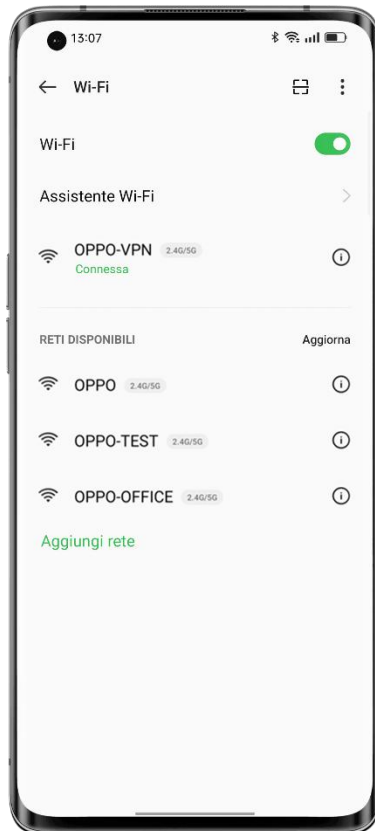 13:07
Wi-Fi
Wi-Fi
Assistente Wi-Fi
OPPO-VPN 2.4G/5G
Connessa
RETI DISPONIBILI Aggiorna
OPPO 2.4G/5G
OPPO-TEST 2.4G/5G
OPPO-OFFICE 2.4G/5G
Aggiungi rete